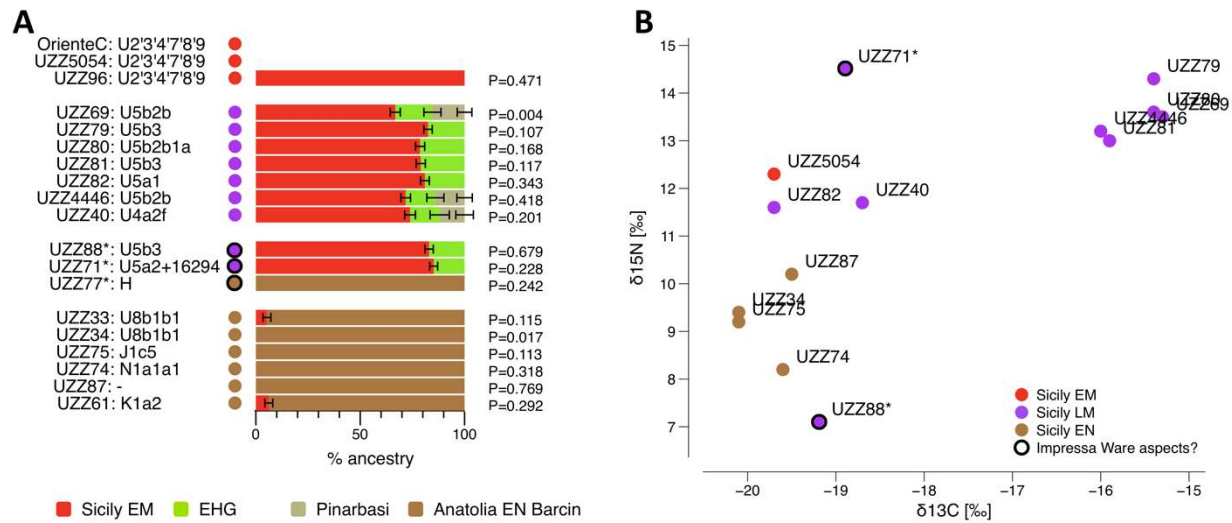 A
OrienteC: U2'3'4'7'8'9
UZZ5054: U2'3'4'7'8'9
UZZ96: U2'3'4'7'8'9 P=0.471
UZZ69: U5b2b P=0.004
UZZ79: U5b3 P=0.107
UZZ80: U5b2b1a P=0.168
UZZ81: U5b3 P=0.117
UZZ82: U5a1 P=0.343
UZZ4446: U5b2b P=0.418
UZZ40: U4a2f P=0.201
UZZ88*: U5b3 P=0.679
UZZ71*: U5a2+16294 P=0.228
UZZ77*: H P=0.242
UZZ33: U8b1b1 P=0.115
UZZ34: U8b1b1 P=0.017
UZZ75: J1c5 P=0.113
UZZ74: N1a1a1 P=0.318
UZZ87: - P=0.769
UZZ61: K1a2 P=0.292
0 50 100
% ancestry
Sicily EM EHG Pinarbasi Anatolia EN Barcin
B
15
14
13
12
11
10
9
8
7
δ15N [‰]
UZZ71*
UZZ79
UZZ80
UZZ69
UZZ4446
UZZ81
UZZ5054
UZZ82
UZZ40
UZZ87
UZZ34
UZZ75
UZZ74
UZZ88*
Sicily EM
Sicily LM
Sicily EN
Impressa Ware aspects?
−20 −19 −18 −17 −16 −15
δ13C [‰]